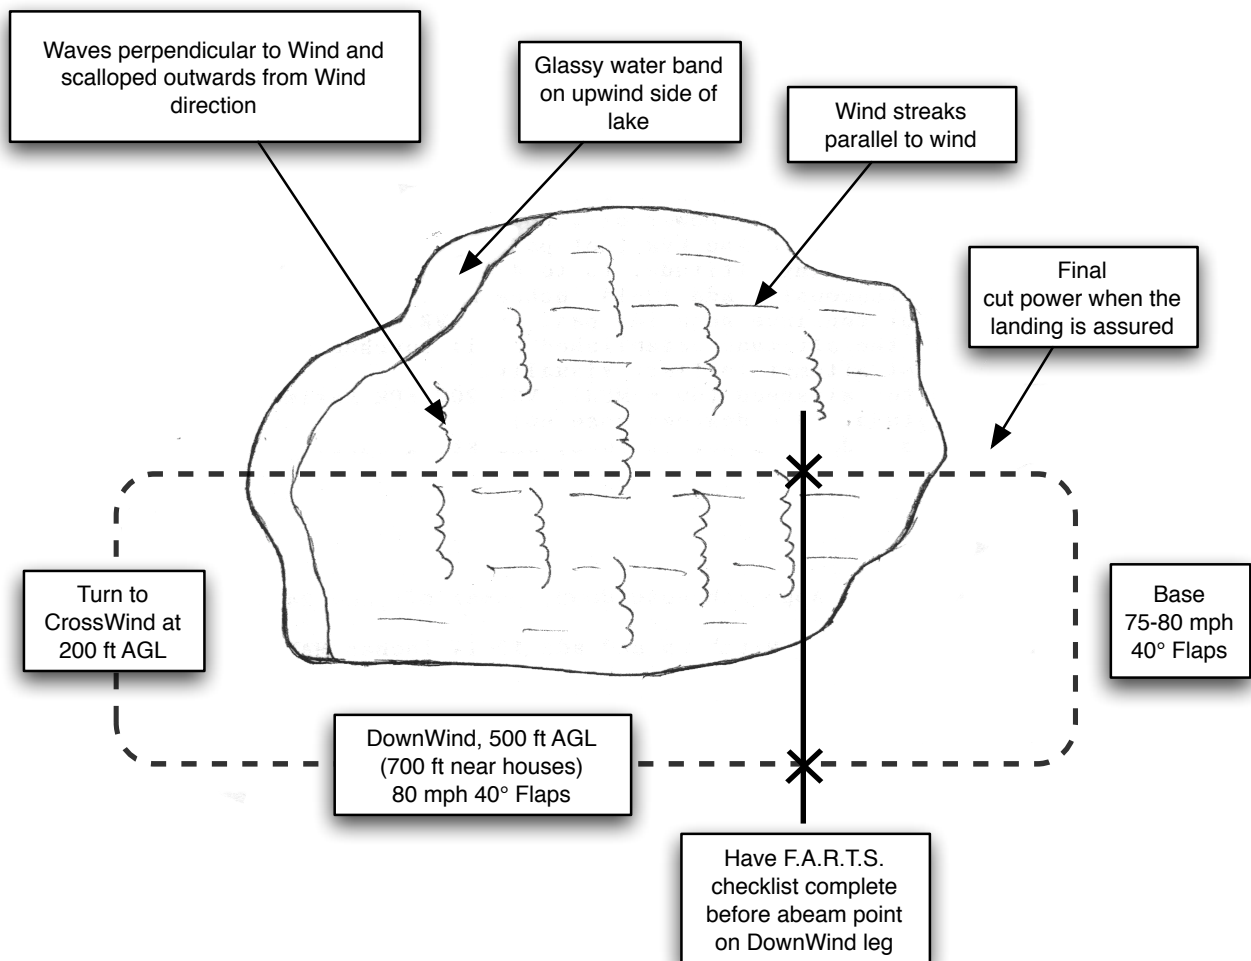 Waves perpendicular to Wind and
scalloped outwards from Wind
direction
Glassy water band
on upwind side of
lake
Wind streaks
parallel to wind
Final
cut power when the
landing is assured
Turn to
CrossWind at
200 ft AGL
Base
75-80 mph
40° Flaps
DownWind, 500 ft AGL
(700 ft near houses)
80 mph 40° Flaps
Have F.A.R.T.S.
checklist complete
before abeam point
on DownWind leg